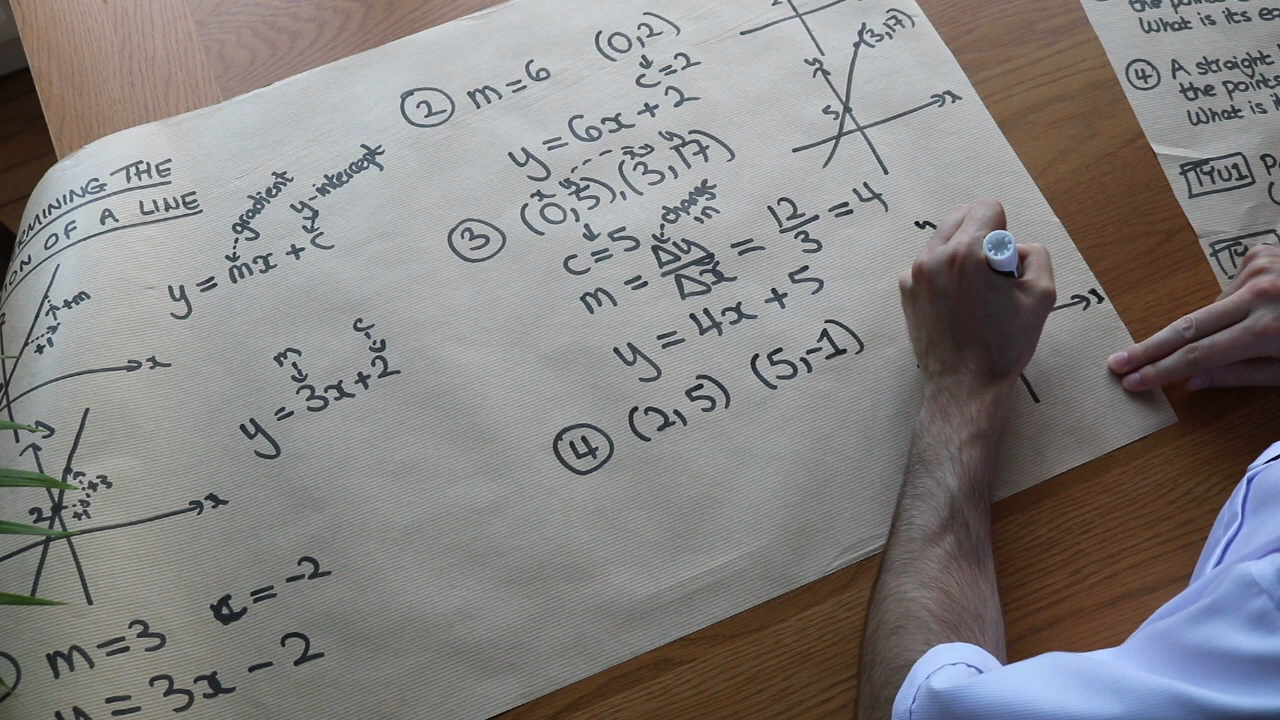 RMINING THE
ON OF A LINE
y = mx + c
gradient
y-intercept
+m
x
y = 3x + 2
m
c
2
+3
x
m = 3 c = -2
= 3x - 2
② m = 6 (0,2)
c = 2
y = 6x + 2
x y x y
③ (0,5), (3,17)
c = 5
m = Δy/Δx = 12/3 = 4
change in
y = 4x + 5
④ (2,5) (5,-1)
(3,17)
y
5
x
y
x
What is its e
④ A straight
the points
What is i
TYU1 P
(